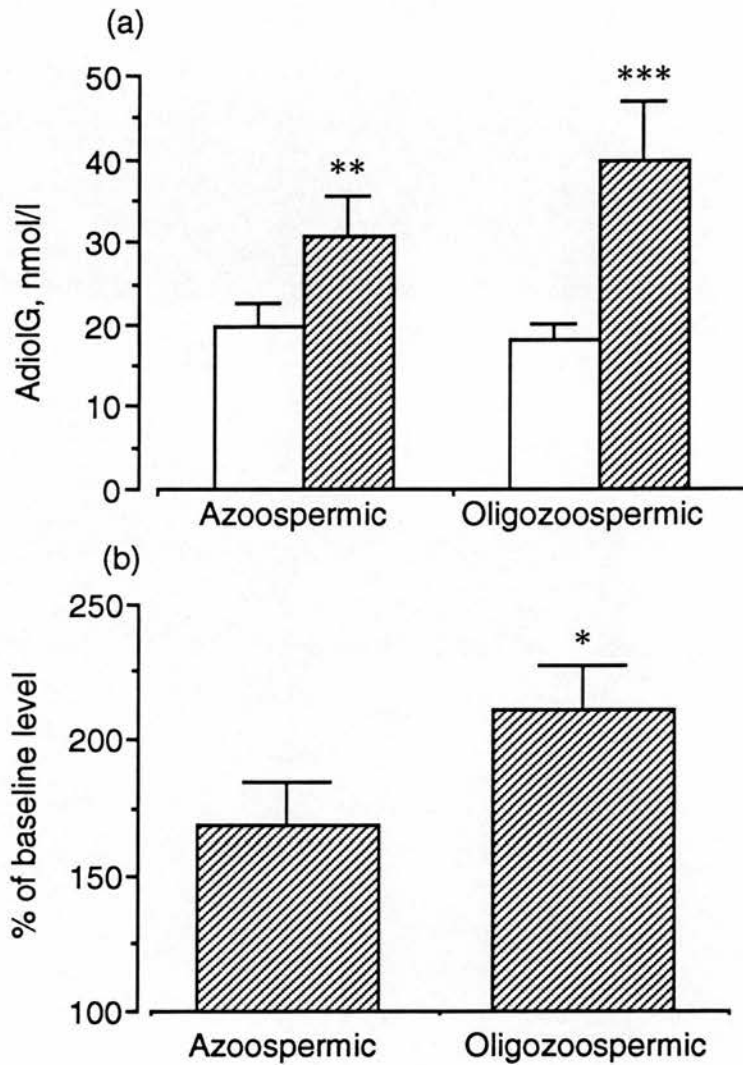 (a)
50
40
30
20
10
0
AdiolG, nmol/l
**
***
Azoospermic
Oligozoospermic
(b)
250
200
150
100
% of baseline level
*
Azoospermic
Oligozoospermic